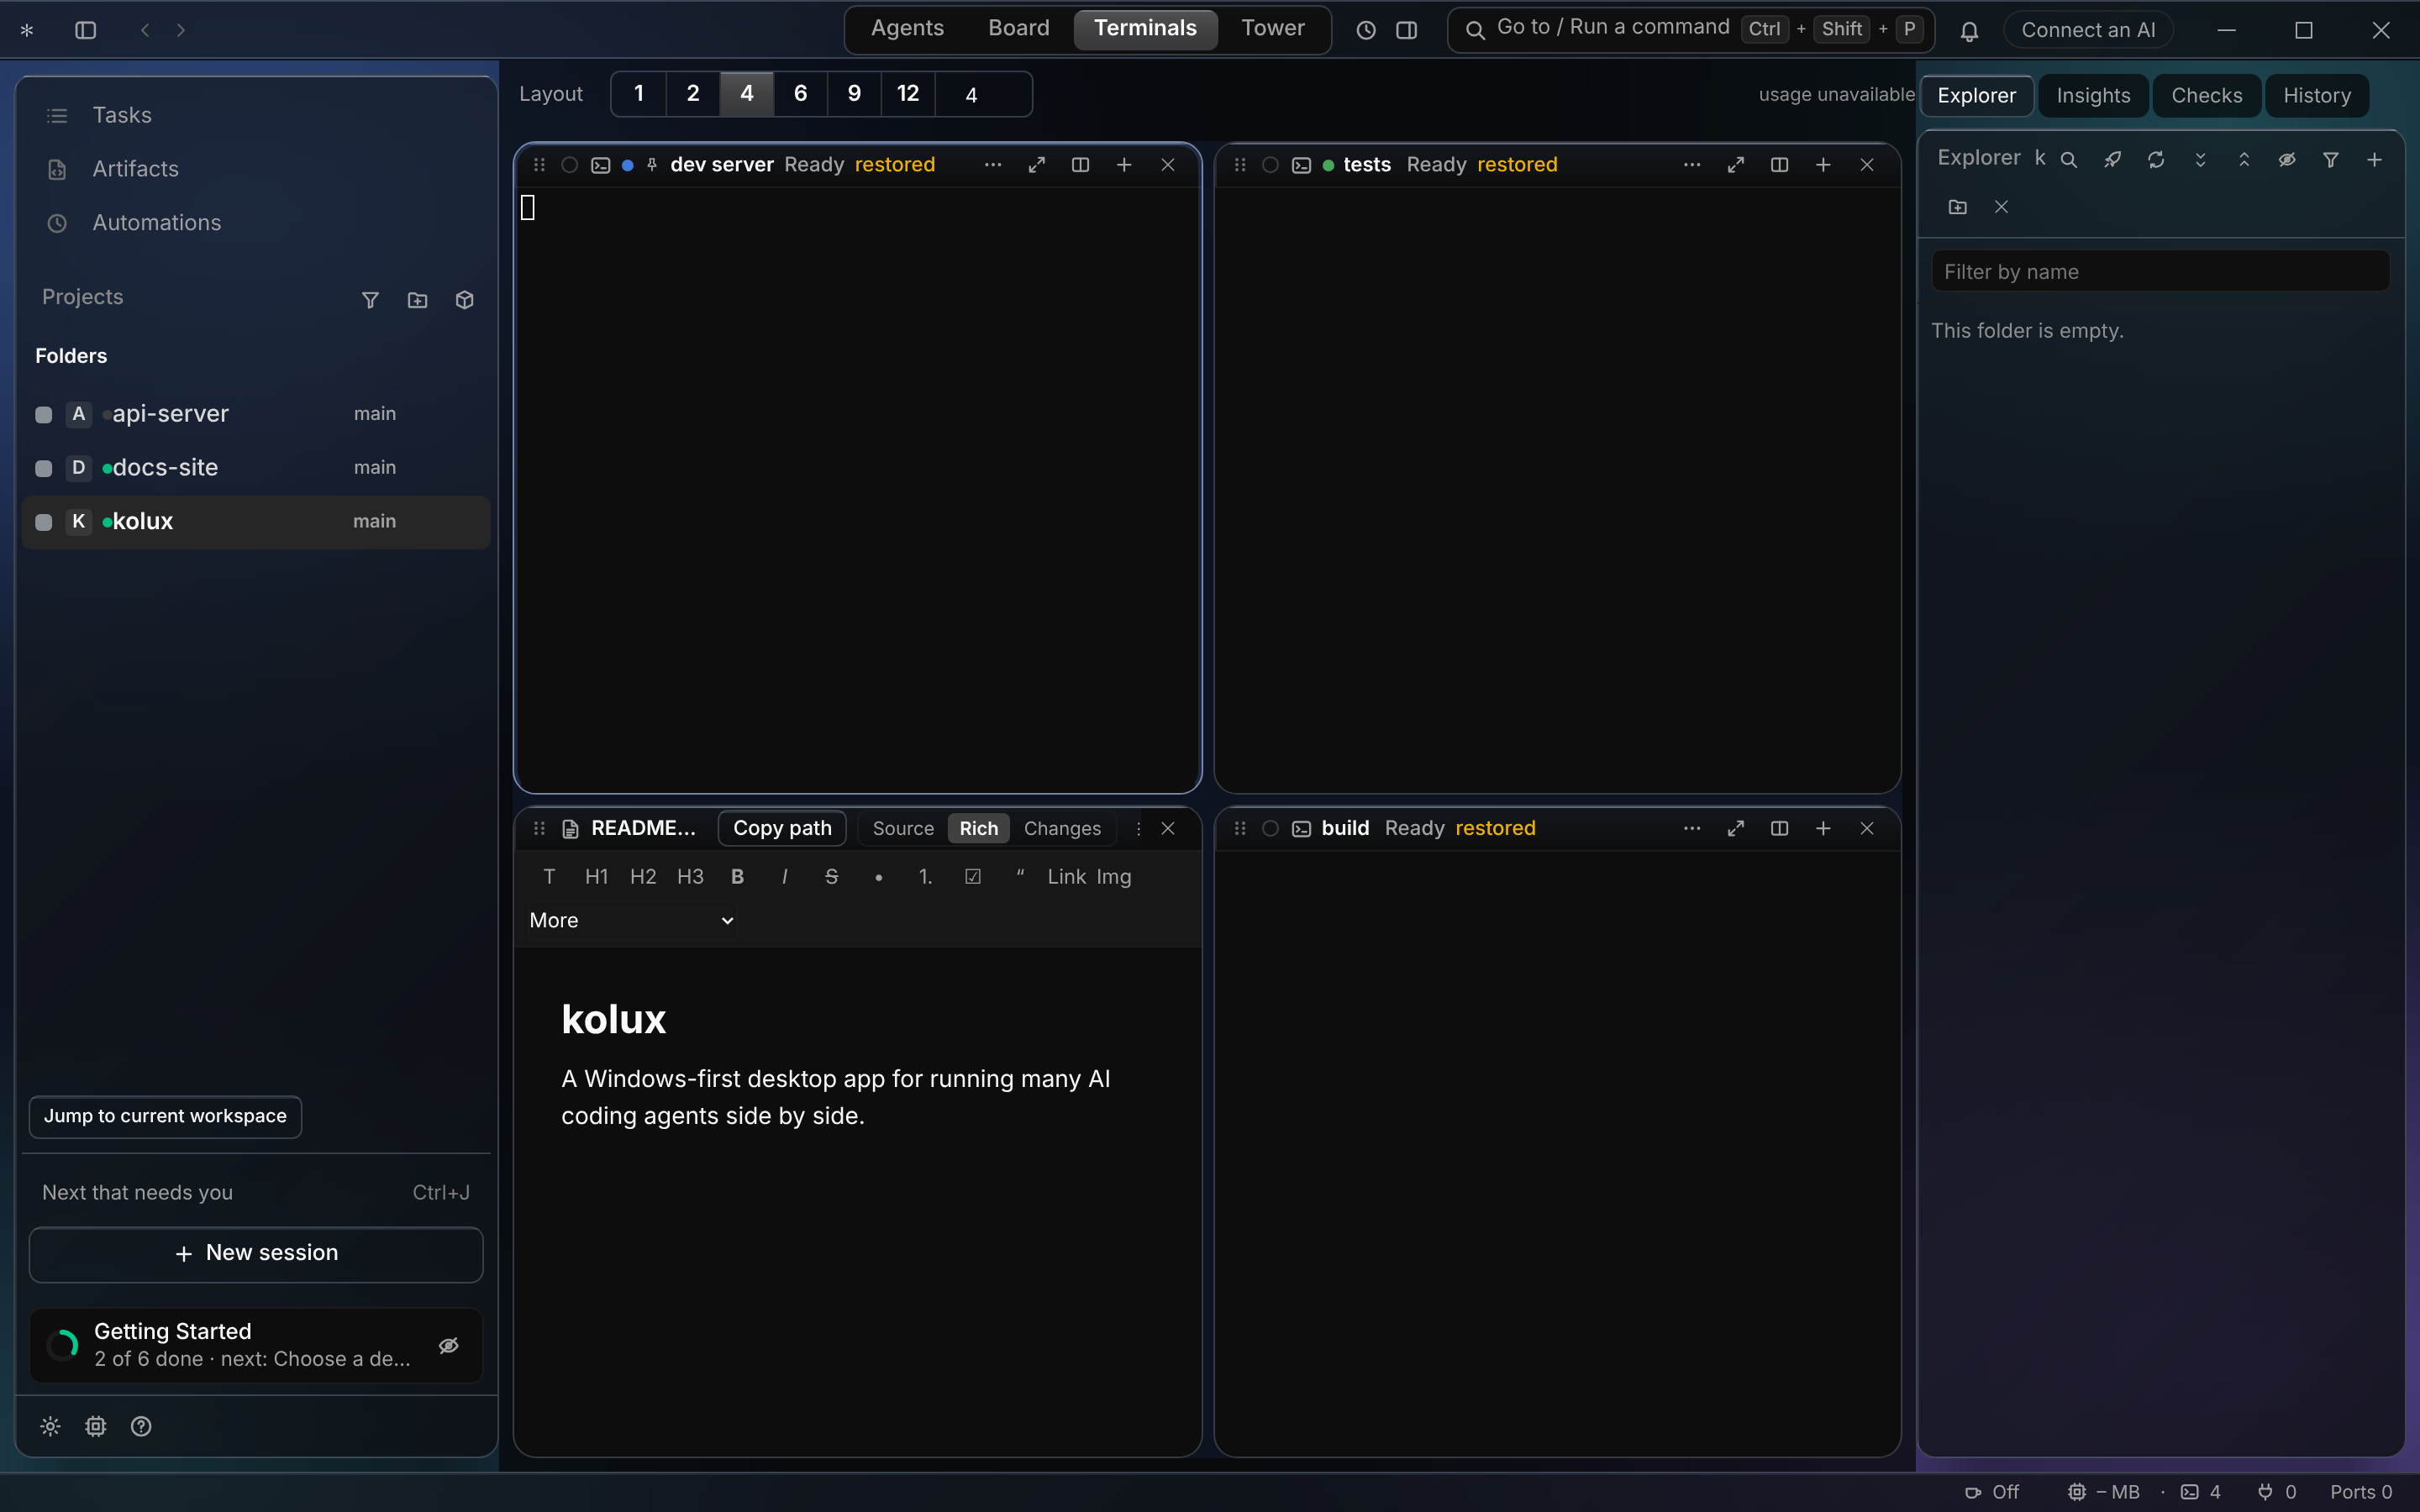 Agents Board Terminals Tower Go to / Run a command Ctrl + Shift + P Connect an AI
Tasks
Artifacts
Automations
Projects
Folders
A api-server main
D docs-site main
K kolux main
Jump to current workspace
Next that needs you Ctrl+J
+ New session
Getting Started
2 of 6 done · next: Choose a de...
Layout 1 2 4 6 9 12 4 usage unavailable
dev server Ready restored
tests Ready restored
README... Copy path Source Rich Changes
T H1 H2 H3 B I S • 1. ☑ “ Link Img
More
kolux
A Windows-first desktop app for running many AI
coding agents side by side.
build Ready restored
Explorer Insights Checks History
Explorer k
Filter by name
This folder is empty.
Off – MB · 4 0 Ports 0